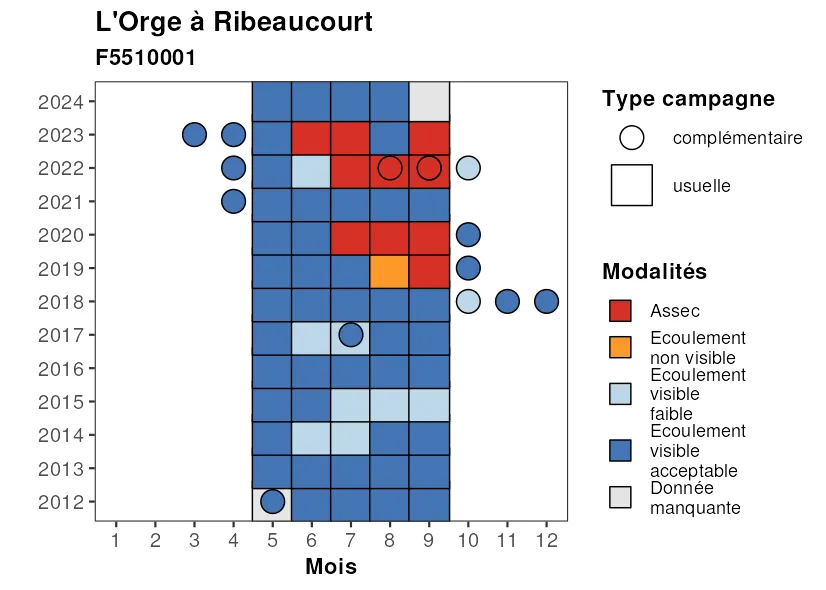 L'Orge à Ribeaucourt
F5510001
2024
2023
2022
2021
2020
2019
2018
2017
2016
2015
2014
2013
2012
1 2 3 4 5 6 7 8 9 10 11 12
Mois
Type campagne
complémentaire
usuelle
Modalités
Assec
Ecoulement
non visible
Ecoulement
visible
faible
Ecoulement
visible
acceptable
Donnée
manquante